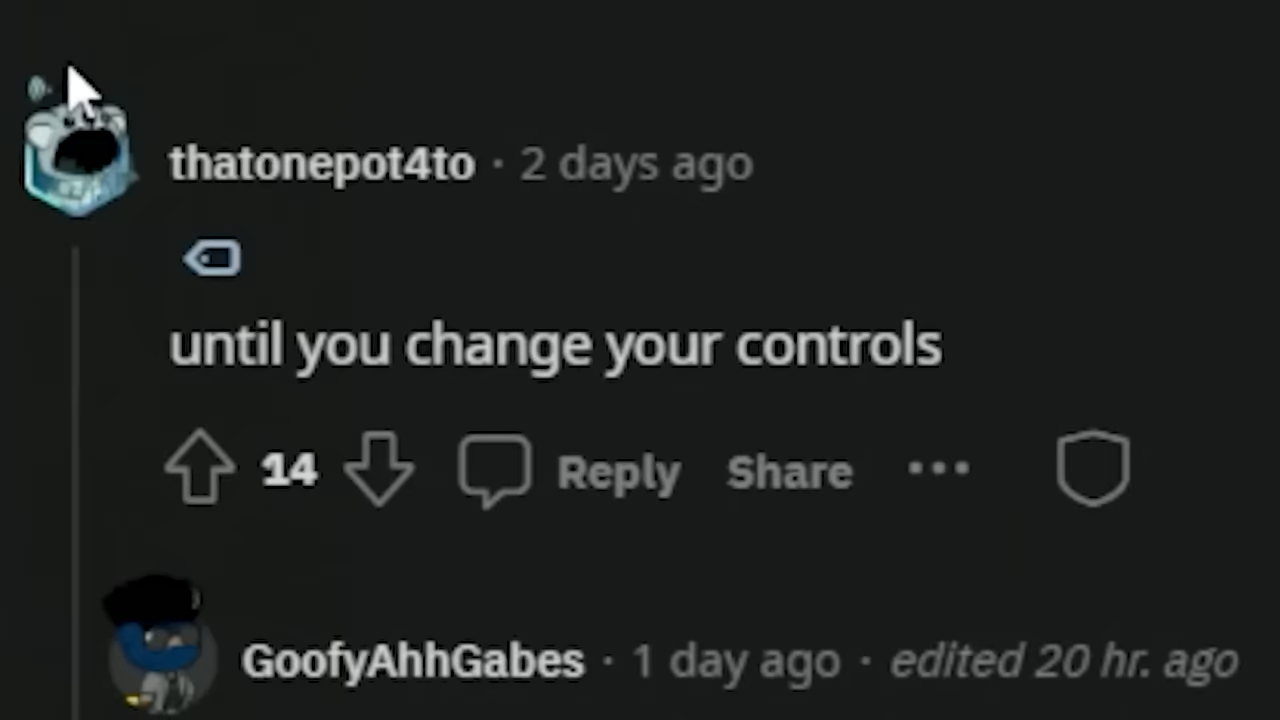 thatonepot4to · 2 days ago
until you change your controls
14 Reply Share •••
GoofyAhhGabes · 1 day ago · edited 20 hr. ago